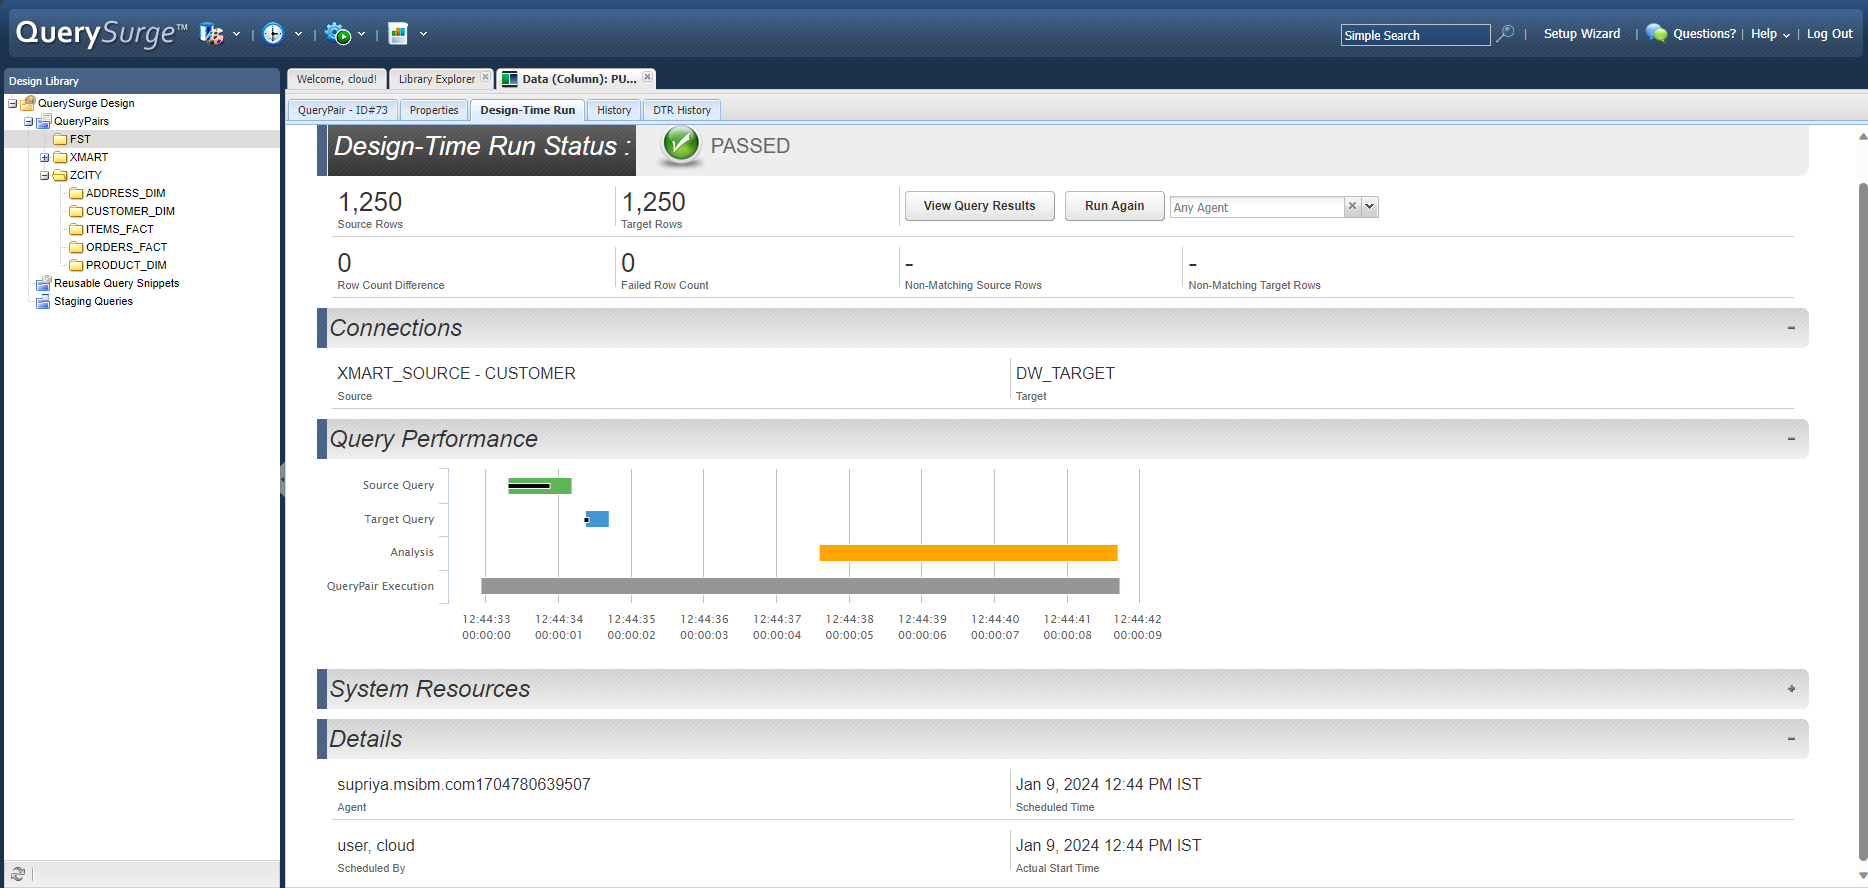 QuerySurge™
Simple Search
Setup Wizard
Questions?
Help
Log Out
Design Library
QuerySurge Design
QueryPairs
FST
XMART
ZCITY
ADDRESS_DIM
CUSTOMER_DIM
ITEMS_FACT
ORDERS_FACT
PRODUCT_DIM
Reusable Query Snippets
Staging Queries
Welcome, cloud!
Library Explorer
Data (Column): PU...
QueryPair - ID#73
Properties
Design-Time Run
History
DTR History
Design-Time Run Status :
PASSED
1,250
Source Rows
1,250
Target Rows
View Query Results
Run Again
Any Agent
0
Row Count Difference
0
Failed Row Count
-
Non-Matching Source Rows
-
Non-Matching Target Rows
Connections
XMART_SOURCE - CUSTOMER
Source
DW_TARGET
Target
Query Performance
Source Query
Target Query
Analysis
QueryPair Execution
12:44:33 12:44:34 12:44:35 12:44:36 12:44:37 12:44:38 12:44:39 12:44:40 12:44:41 12:44:42
00:00:00 00:00:01 00:00:02 00:00:03 00:00:04 00:00:05 00:00:06 00:00:07 00:00:08 00:00:09
System Resources
Details
supriya.msibm.com1704780639507
Agent
Jan 9, 2024 12:44 PM IST
Scheduled Time
user, cloud
Scheduled By
Jan 9, 2024 12:44 PM IST
Actual Start Time